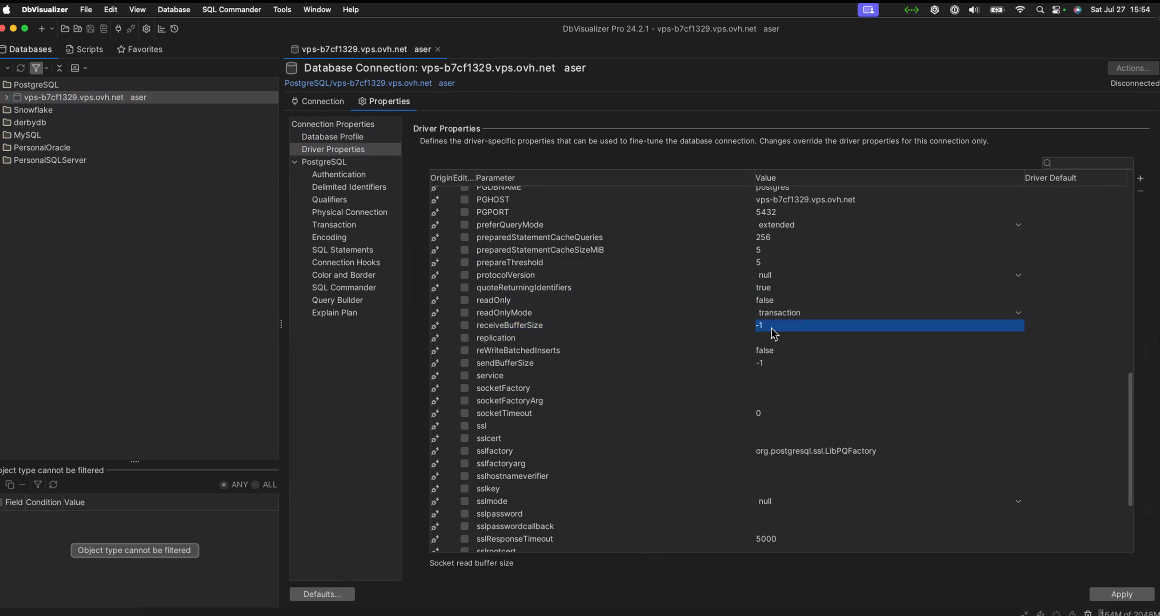 DbVisualizer File Edit View Database SQL Commander Tools Window Help Sat Jul 27 15:54
DbVisualizer Pro 24.2.1 - vps-b7cf1329.vps.ovh.net aser
Databases Scripts Favorites
vps-b7cf1329.vps.ovh.net aser
Database Connection: vps-b7cf1329.vps.ovh.net aser
Actions...
PostgreSQL/vps-b7cf1329.vps.ovh.net aser
Disconnected
PostgreSQL
vps-b7cf1329.vps.ovh.net aser
Snowflake
derbydb
MySQL
PersonalOracle
PersonalSQLServer
Connection Properties
Connection Properties
Database Profile
Driver Properties
PostgreSQL
Authentication
Delimited Identifiers
Qualifiers
Physical Connection
Transaction
Encoding
SQL Statements
Connection Hooks
Color and Border
SQL Commander
Query Builder
Explain Plan
Driver Properties
Defines the driver-specific properties that can be used to fine-tune the database connection. Changes override the driver properties for this connection only.
Origin Edit... Parameter Value Driver Default
PGDBNAME postgres
PGHOST vps-b7cf1329.vps.ovh.net
PGPORT 5432
preferQueryMode extended
preparedStatementCacheQueries 256
preparedStatementCacheSizeMiB 5
prepareThreshold 5
protocolVersion null
quoteReturningIdentifiers true
readOnly false
readOnlyMode transaction
receiveBufferSize -1
replication
reWriteBatchedInserts false
sendBufferSize -1
service
socketFactory
socketFactoryArg
socketTimeout 0
ssl
sslcert
sslfactory org.postgresql.ssl.LibPQFactory
sslfactoryarg
sslhostnameverifier
sslkey
sslmode null
sslpassword
sslpasswordcallback
sslResponseTimeout 5000
sslrootcert
Socket read buffer size
bject type cannot be filtered
ANY ALL
Field Condition Value
Object type cannot be filtered
Defaults...
Apply
164M of 2048M